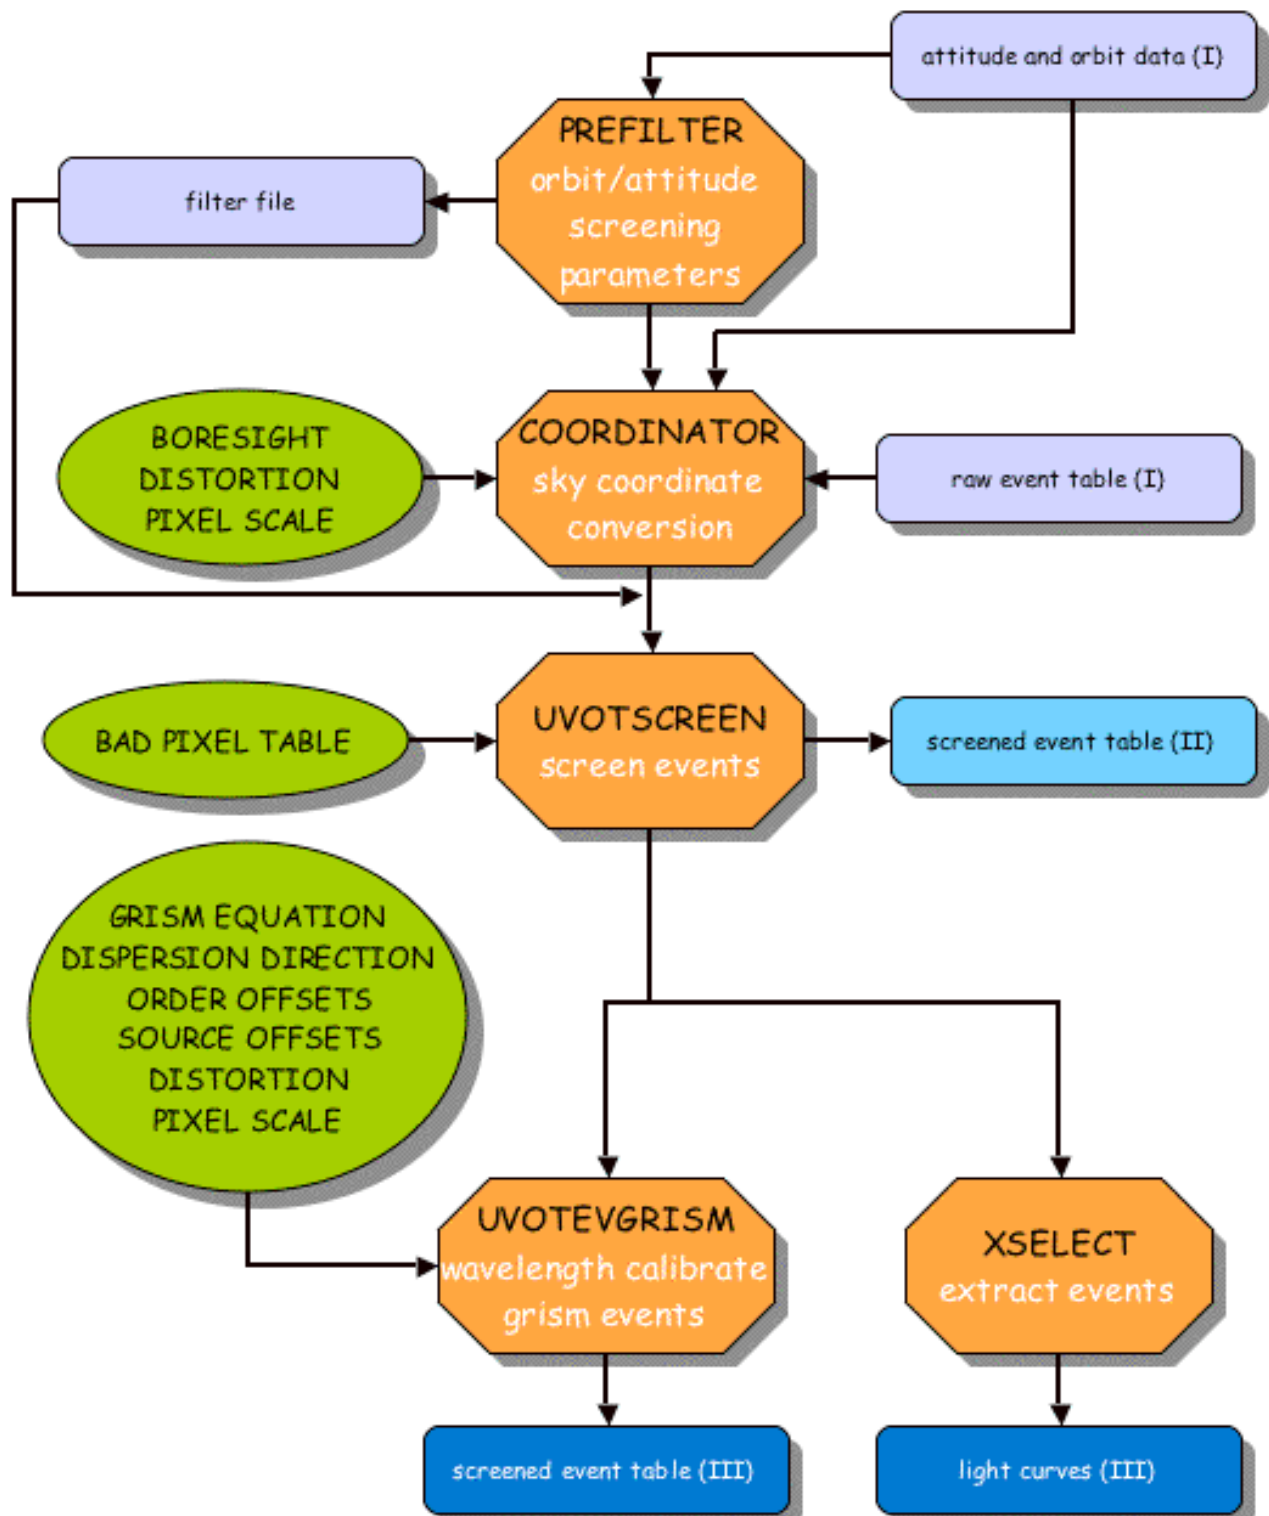 attitude and orbit data (I)
PREFILTER
orbit/attitude
screening
parameters
filter file
BORESIGHT
DISTORTION
PIXEL SCALE
COORDINATOR
sky coordinate
conversion
raw event table (I)
BAD PIXEL TABLE
UVOTSCREEN
screen events
screened event table (II)
GRISM EQUATION
DISPERSION DIRECTION
ORDER OFFSETS
SOURCE OFFSETS
DISTORTION
PIXEL SCALE
UVOTEVGRISM
wavelength calibrate
grism events
XSELECT
extract events
screened event table (III)
light curves (III)